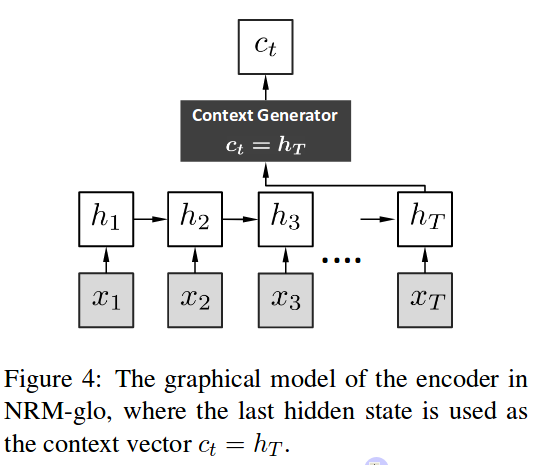 c_t
Context Generator
c_t = h_T
h_1 h_2 h_3 h_T
....
x_1 x_2 x_3 x_T
Figure 4: The graphical model of the encoder in
NRM-glo, where the last hidden state is used as
the context vector c_t = h_T.